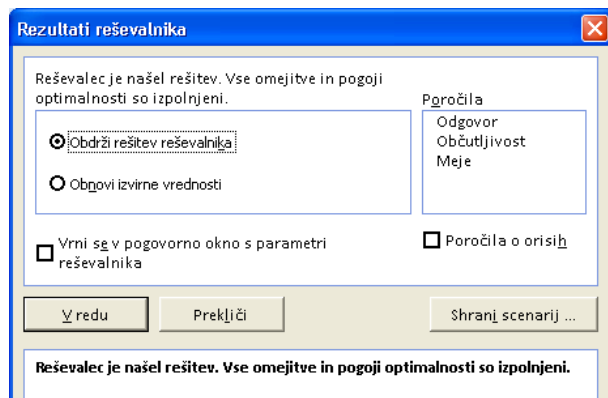 Rezultati reševalnika
Reševalec je našel rešitev. Vse omejitve in pogoji
optimalnosti so izpolnjeni.
Poročila
Odgovor
Občutljivost
Meje
Obdrži rešitev reševalnika
Obnovi izvirne vrednosti
Vrni se v pogovorno okno s parametri
reševalnika
Poročila o orisih
V redu
Prekliči
Shrani scenarij ...
Reševalec je našel rešitev. Vse omejitve in pogoji optimalnosti so izpolnjeni.